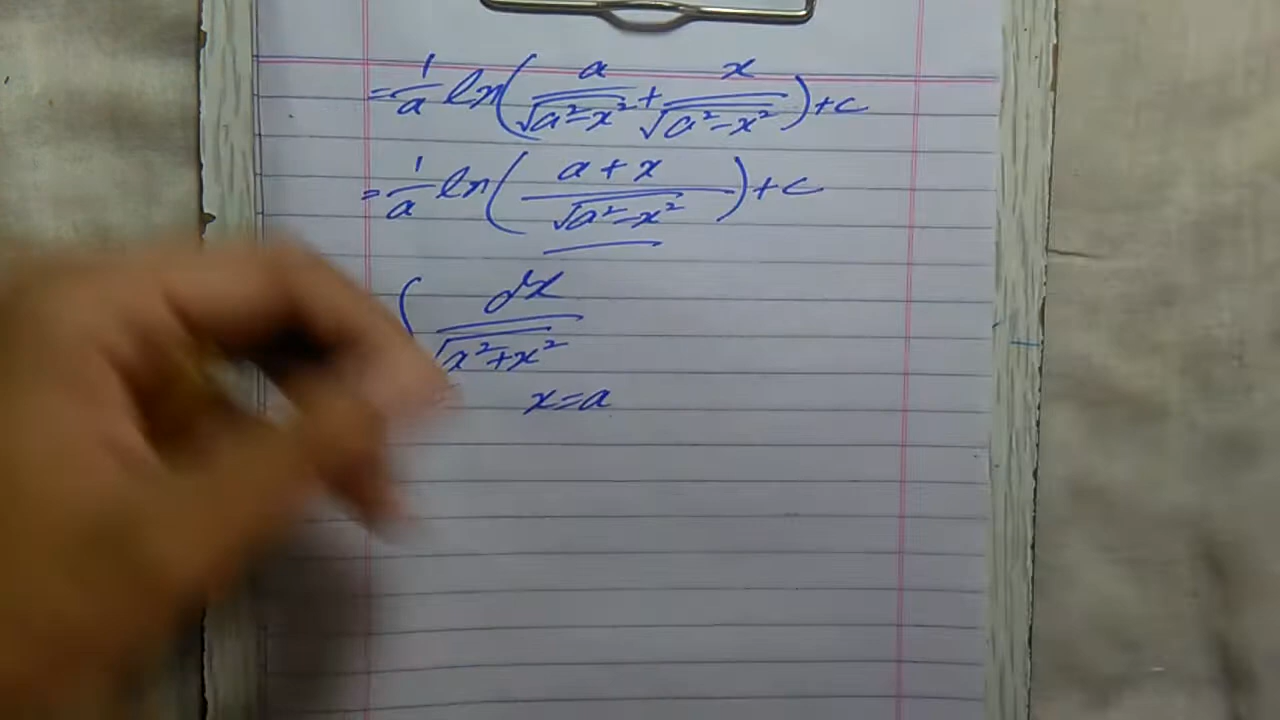 = 1/a ln( a/√(a²-x²) + x/√(a²-x²) ) + c
= 1/a ln( (a + x)/√(a²-x²) ) + c
∫ dx/√(x²+x²)
x = a